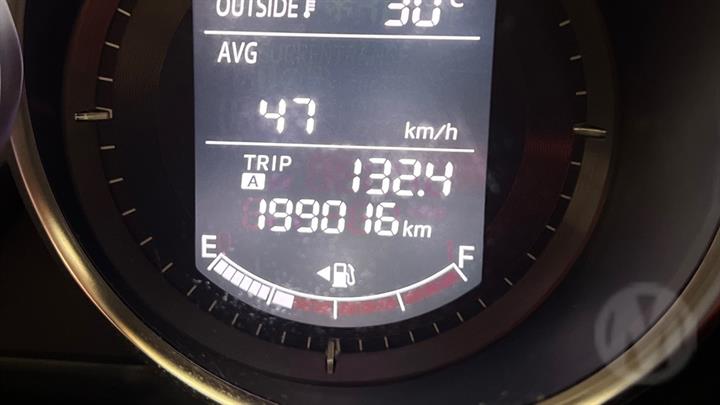 OUTSIDE 30°C
AVG
47 km/h
TRIP A 132.4
199016km
E F